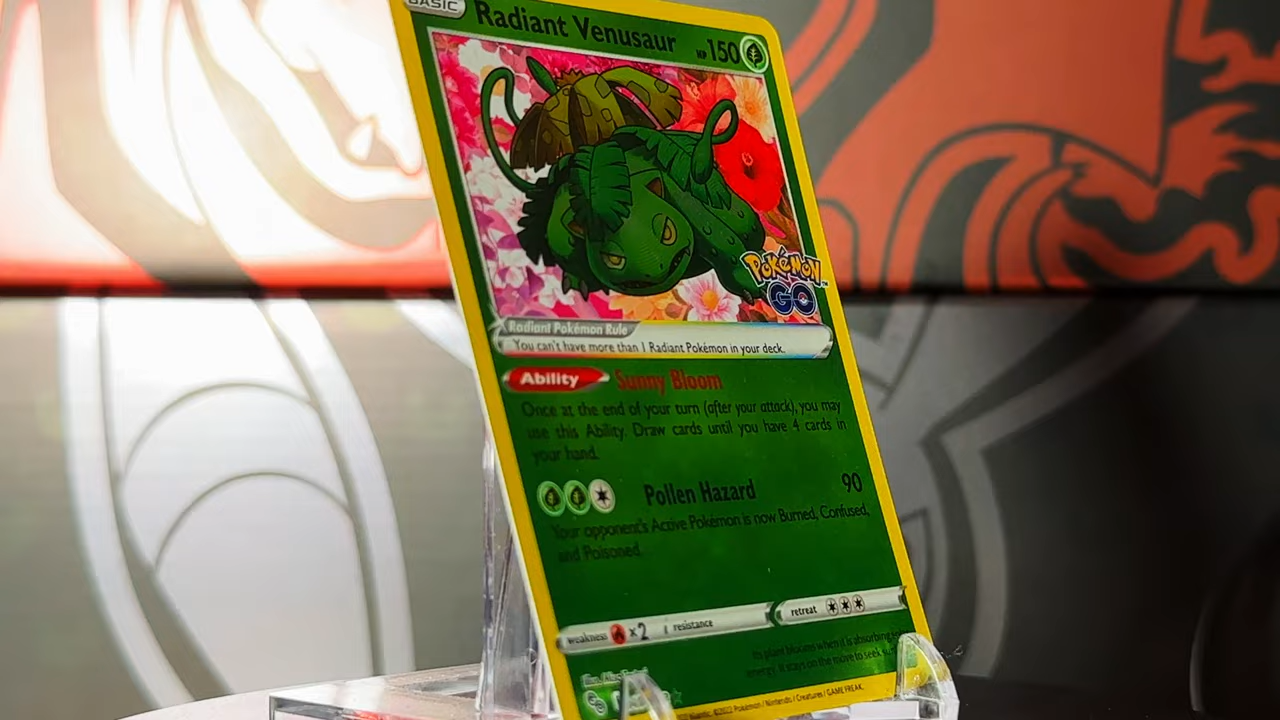 BASIC Radiant Venusaur HP 150
POKéMON
GO
Radiant Pokémon Rule
You can't have more than 1 Radiant Pokémon in your deck.
Ability Sunny Bloom
Once at the end of your turn (after your attack), you may
use this Ability. Draw cards until you have 4 cards in
your hand.
Pollen Hazard 90
Your opponent's Active Pokémon is now Burned, Confused,
and Poisoned.
weakness ×2 resistance retreat
Its plant blooms when it is absorbing
energy. It stays on the move to seek
©2022 Pokémon / Nintendo / Creatures / GAME FREAK.